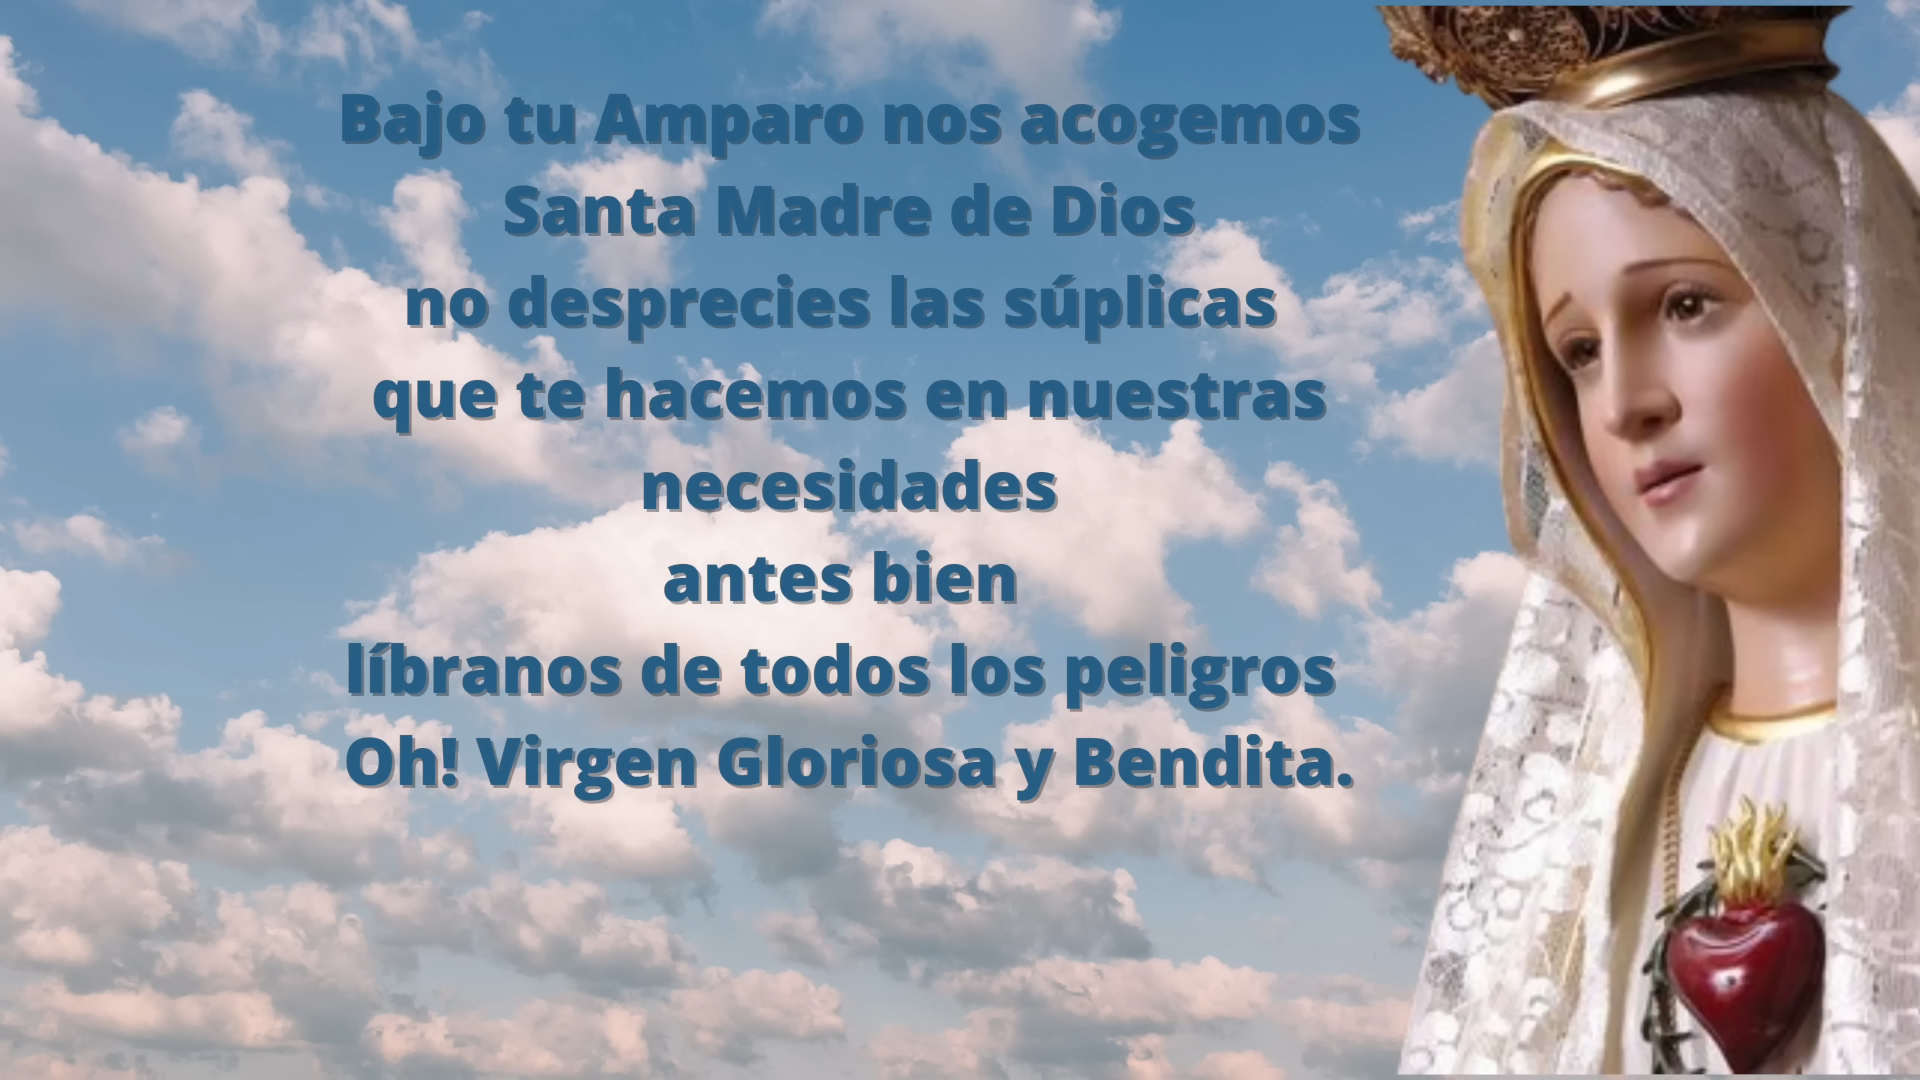 Bajo tu Amparo nos acogemos
Santa Madre de Dios
no desprecies las súplicas
que te hacemos en nuestras
necesidades
antes bien
líbranos de todos los peligros
Oh! Virgen Gloriosa y Bendita.